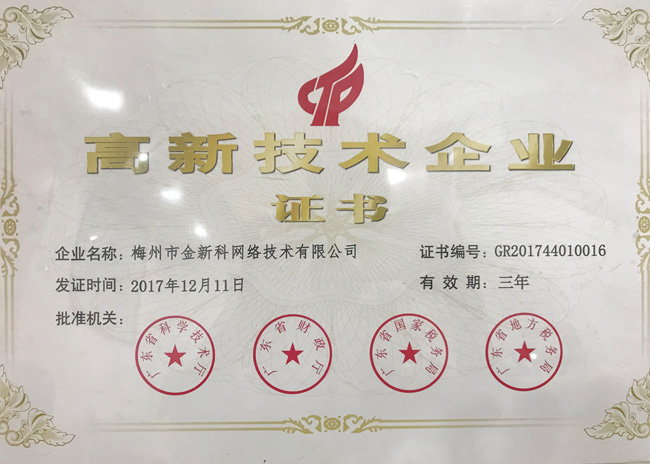 高新技术企业
证书
企业名称：梅州市金新科网络技术有限公司
证书编号：GR201744010016
发证时间：2017年12月11日
有效期：三年
批准机关：
广东省科学技术厅
广东省财政厅
广东省国家税务局
广东省地方税务局